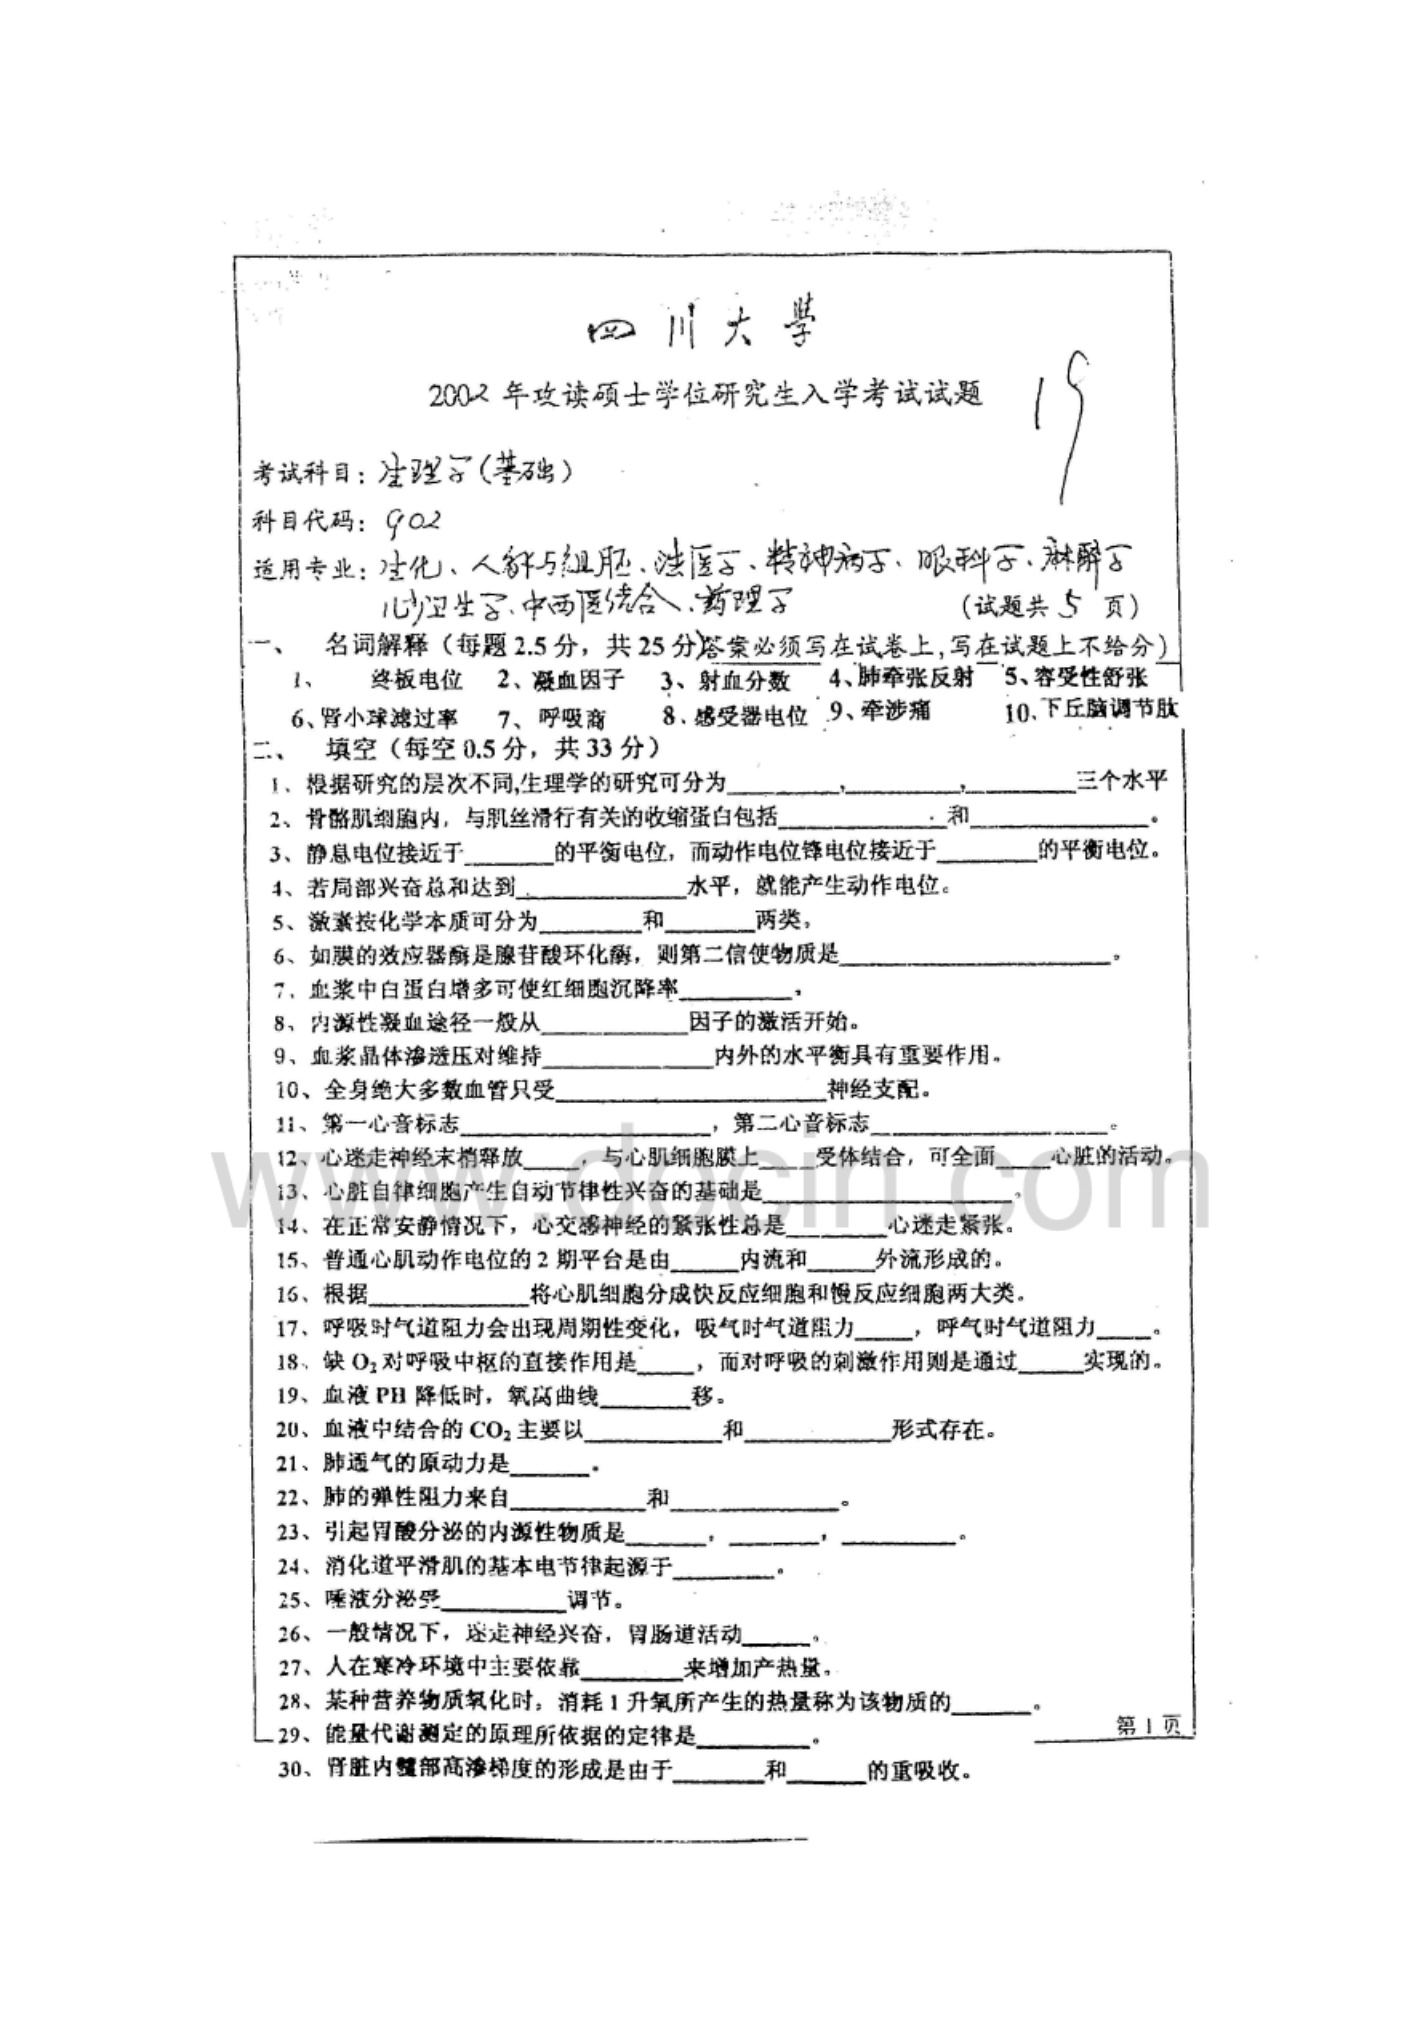 四川大学
2002年攻读硕士学位研究生入学考试试题
19
考试科目：生理学(基础)
科目代码：902
适用专业：生化、人解与组胚、法医学、精神病学、眼科学、麻醉学
心卫生学、中西医结合、药理学 (试题共5页)
一、 名词解释（每题2.5分，共25分）答案必须写在试卷上,写在试题上不给分)
1、 终板电位 2、凝血因子 3、射血分数 4、肺牵张反射 5、容受性舒张
6、肾小球滤过率 7、呼吸商 8、感受器电位 9、牵涉痛 10、下丘脑调节肽
二、 填空（每空0.5分，共33分）
1、根据研究的层次不同,生理学的研究可分为________,________,________三个水平
2、骨骼肌细胞内，与肌丝滑行有关的收缩蛋白包括________和________。
3、静息电位接近于________的平衡电位，而动作电位锋电位接近于________的平衡电位。
4、若局部兴奋总和达到________水平，就能产生动作电位。
5、激素按化学本质可分为________和________两类。
6、如膜的效应器酶是腺苷酸环化酶，则第二信使物质是________。
7、血浆中白蛋白增多可使红细胞沉降率________。
8、内源性凝血途径一般从________因子的激活开始。
9、血浆晶体渗透压对维持________内外的水平衡具有重要作用。
10、全身绝大多数血管只受________神经支配。
11、第一心音标志________，第二心音标志________。
12、心迷走神经末梢释放____，与心肌细胞膜上____受体结合，可全面____心脏的活动。
13、心脏自律细胞产生自动节律性兴奋的基础是________。
14、在正常安静情况下，心交感神经的紧张性总是________心迷走紧张。
15、普通心肌动作电位的2期平台是由____内流和____外流形成的。
16、根据________将心肌细胞分成快反应细胞和慢反应细胞两大类。
17、呼吸时气道阻力会出现周期性变化，吸气时气道阻力____，呼气时气道阻力____。
18、缺O₂对呼吸中枢的直接作用是____，而对呼吸的刺激作用则是通过____实现的。
19、血液PH降低时，氧离曲线________移。
20、血液中结合的CO₂主要以________和________形式存在。
21、肺通气的原动力是________。
22、肺的弹性阻力来自________和________。
23、引起胃酸分泌的内源性物质是________，________，________。
24、消化道平滑肌的基本电节律起源于________。
25、唾液分泌受________调节。
26、一般情况下，迷走神经兴奋，胃肠道活动____。
27、人在寒冷环境中主要依靠________来增加产热量。
28、某种营养物质氧化时，消耗1升氧所产生的热量称为该物质的________。
29、能量代谢测定的原理所依据的定律是________。
第1页
30、肾脏内髓部高渗梯度的形成是由于________和________的重吸收。
www.docin.com